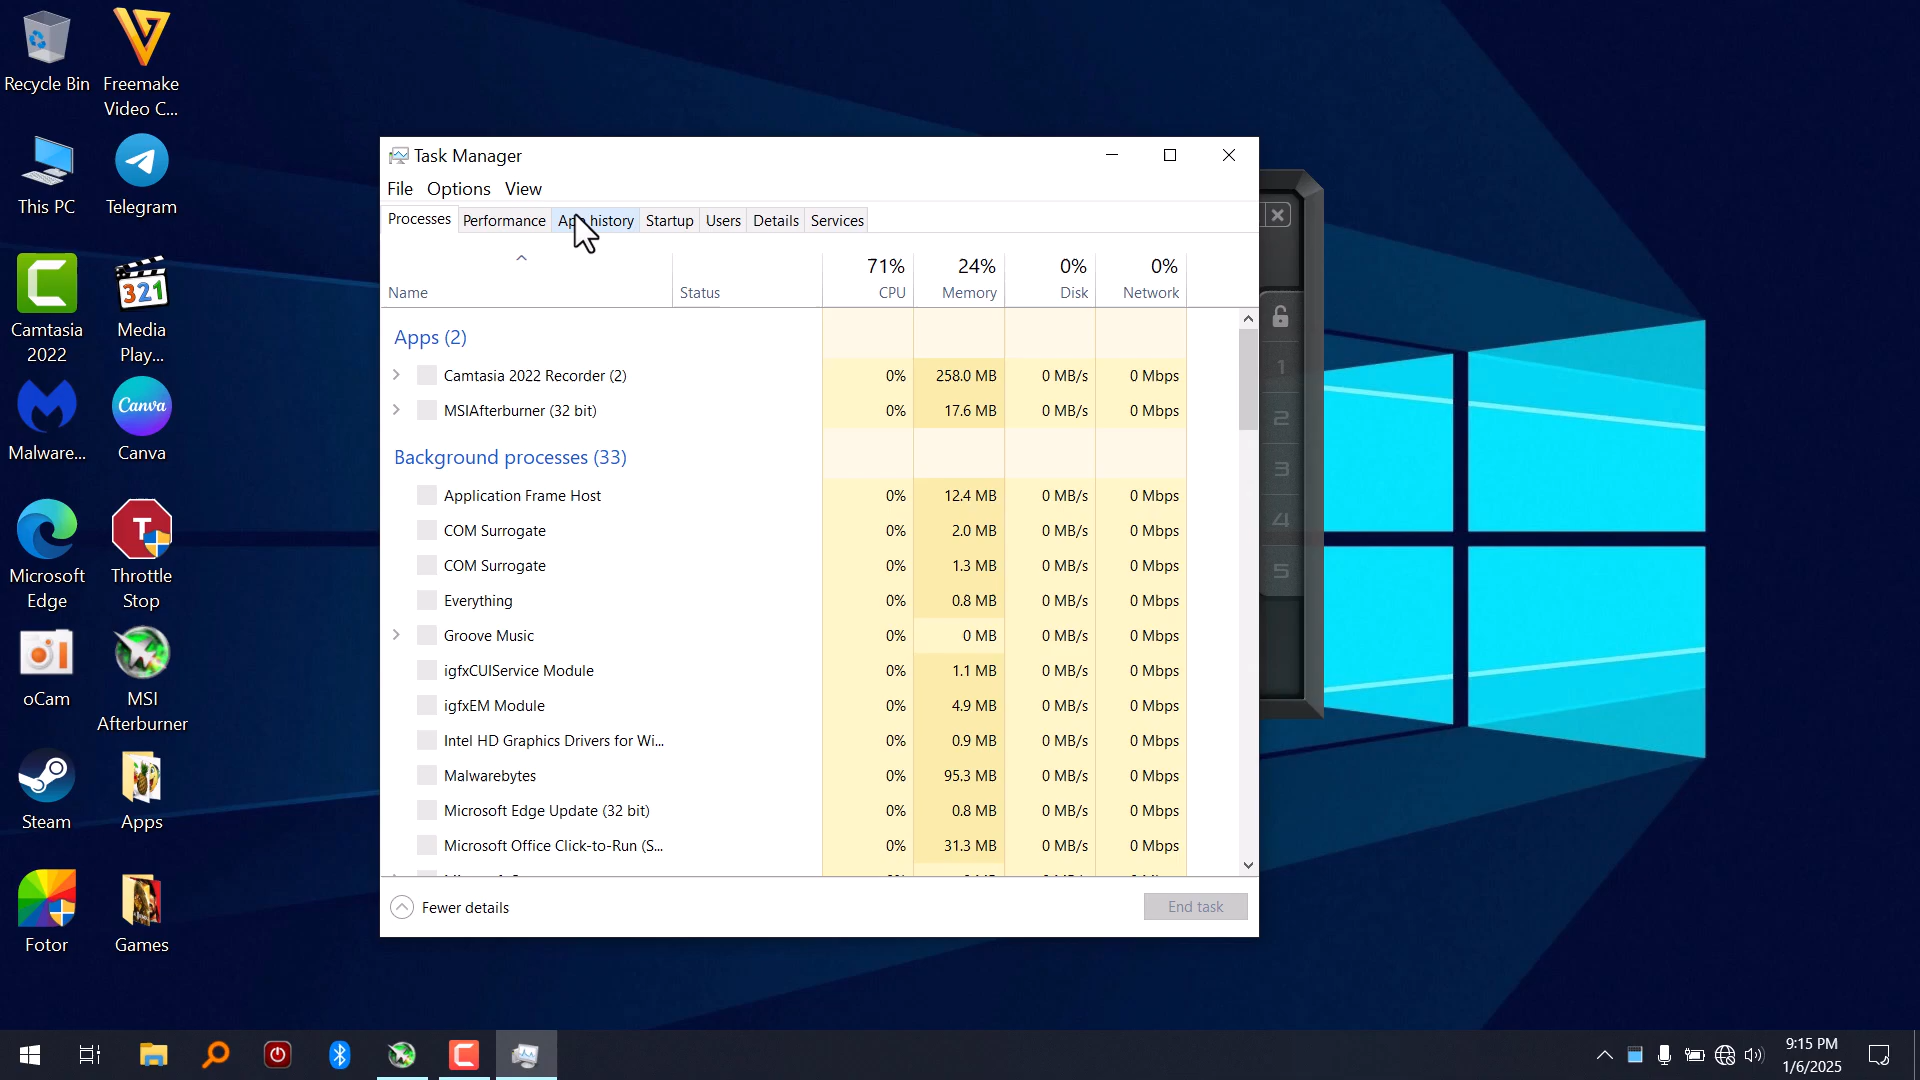 Recycle Bin
Freemake
Video C...
This PC
Telegram
Camtasia
2022
Media
Play...
321
Malware...
Canva
Canva
Microsoft
Edge
T
Throttle
Stop
oCam
MSI
Afterburner
Steam
Apps
Fotor
Games
Task Manager
File Options View
Processes Performance App history Startup Users Details Services
71% 24% 0% 0%
Name Status CPU Memory Disk Network
Apps (2)
Camtasia 2022 Recorder (2) 0% 258.0 MB 0 MB/s 0 Mbps
MSIAfterburner (32 bit) 0% 17.6 MB 0 MB/s 0 Mbps
Background processes (33)
Application Frame Host 0% 12.4 MB 0 MB/s 0 Mbps
COM Surrogate 0% 2.0 MB 0 MB/s 0 Mbps
COM Surrogate 0% 1.3 MB 0 MB/s 0 Mbps
Everything 0% 0.8 MB 0 MB/s 0 Mbps
Groove Music 0% 0 MB 0 MB/s 0 Mbps
igfxCUIService Module 0% 1.1 MB 0 MB/s 0 Mbps
igfxEM Module 0% 4.9 MB 0 MB/s 0 Mbps
Intel HD Graphics Drivers for Wi... 0% 0.9 MB 0 MB/s 0 Mbps
Malwarebytes 0% 95.3 MB 0 MB/s 0 Mbps
Microsoft Edge Update (32 bit) 0% 0.8 MB 0 MB/s 0 Mbps
Microsoft Office Click-to-Run (S... 0% 31.3 MB 0 MB/s 0 Mbps
Fewer details
End task
1
2
3
4
5
9:15 PM
1/6/2025